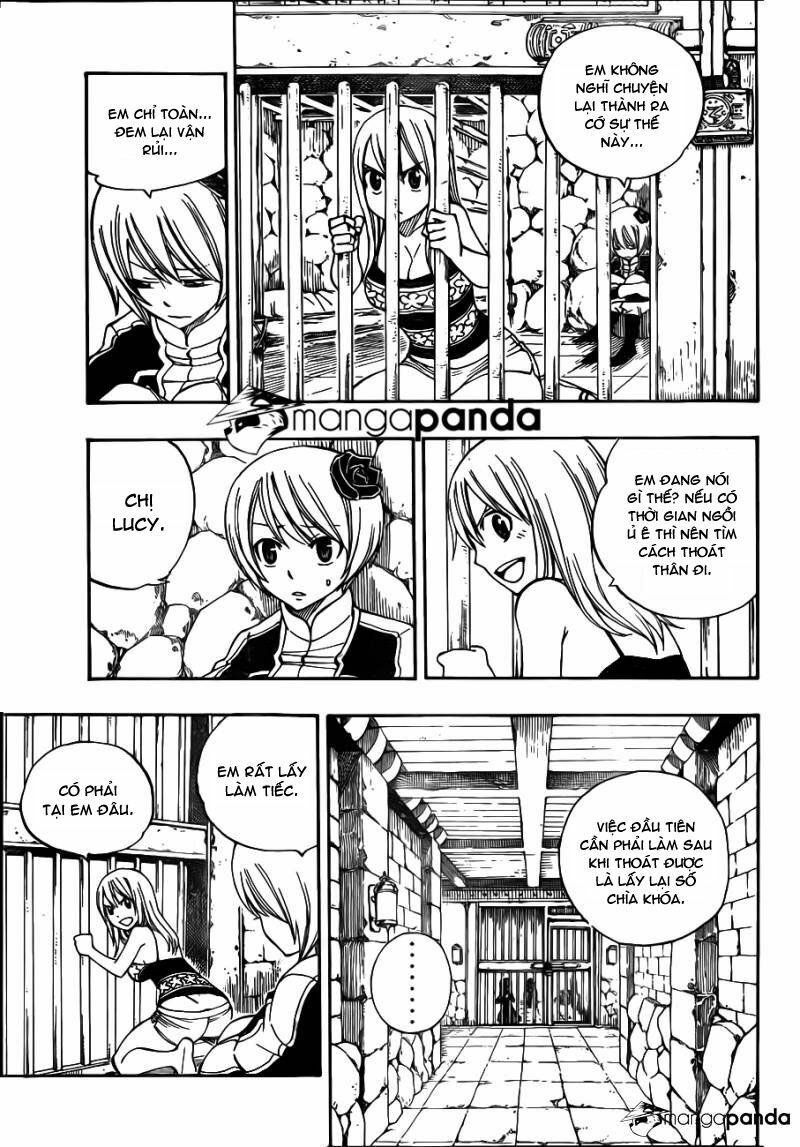 EM KHÔNG
NGHĨ CHUYỆN
LẠI THÀNH RA
CỚ SỰ THẾ
NÀY...
EM CHỈ TOÀN...
ĐEM LẠI VẬN
RỦI...
mangapanda
EM ĐANG NÓI
GÌ THẾ? NẾU CÓ
THỜI GIAN NGỒI
Ủ Ê THÌ NÊN TÌM
CÁCH THOÁT
THÂN ĐI.
CHỊ
LUCY.
VIỆC ĐẦU TIÊN
CẦN PHẢI LÀM SAU
KHI THOÁT ĐƯỢC
LÀ LẤY LẠI SỐ
CHÌA KHÓA.
........
EM RẤT LẤY
LÀM TIẾC.
CÓ PHẢI
TẠI EM ĐÂU.
mangapanda